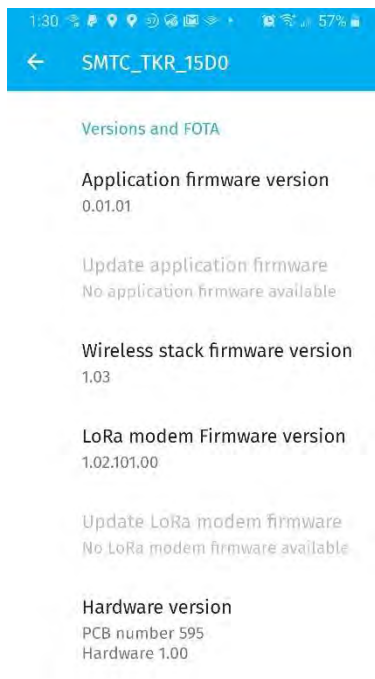 1:30 57%
SMTC_TKR_15D0
Versions and FOTA
Application firmware version
0.01.01
Update application firmware
No application firmware available
Wireless stack firmware version
1.03
LoRa modem Firmware version
1.02.101.00
Update LoRa modem firmware
No LoRa modem firmware available
Hardware version
PCB number 595
Hardware 1.00